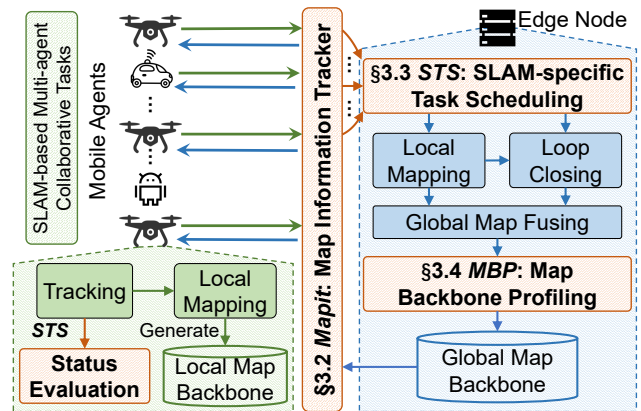 SLAM-based Multi-agent
Collaborative Tasks
Mobile Agents
...
...
Tracking
Local
Mapping
STS
Generate
Status
Evaluation
Local Map
Backbone
§3.2 Mapit: Map Information Tracker
...
...
Edge Node
§3.3 STS: SLAM-specific
Task Scheduling
Local
Mapping
Loop
Closing
Global Map Fusing
§3.4 MBP: Map
Backbone Profiling
Global Map
Backbone